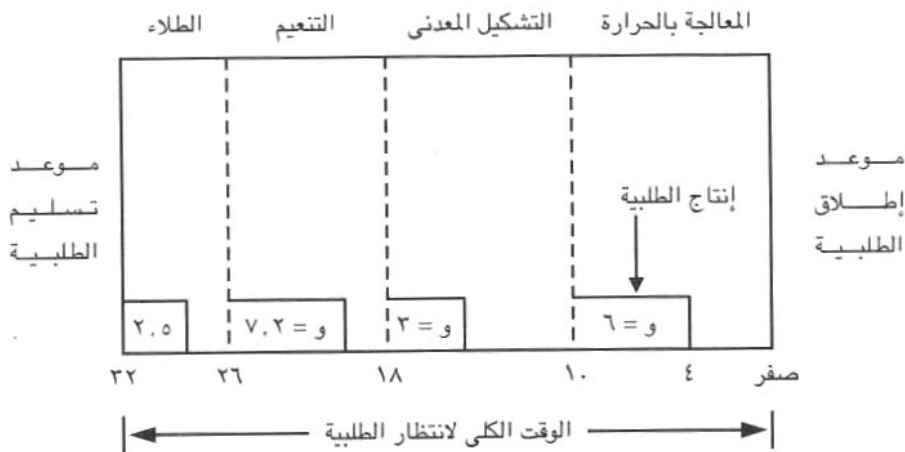 المعالجة بالحرارة التشكيل المعدنى التنعيم الطلاء
موعد
إطلاق
الطلبية
إنتاج الطلبية
موعد
تسليم
الطلبية
و = ٦
و = ٣
و = ٧,٢
٢,٥
صفر ٤ ١٠ ١٨ ٢٦ ٣٢
الوقت الكلى لانتظار الطلبية